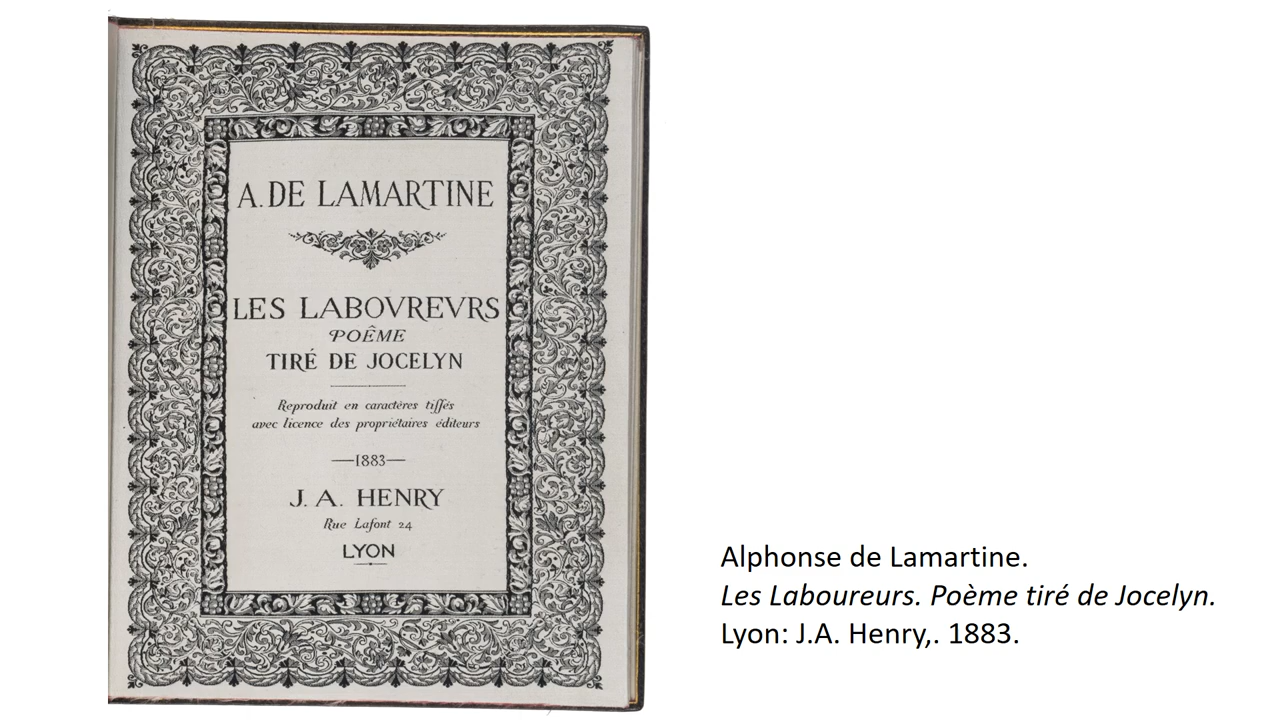 A. DE LAMARTINE
LES LABOVREVRS
POÊME
TIRÉ DE JOCELYN
Reproduit en caractères tissés
avec licence des propriétaires éditeurs
—1883—
J. A. HENRY
Rue Lafont 24
LYON
Alphonse de Lamartine.
Les Laboureurs. Poème tiré de Jocelyn.
Lyon: J.A. Henry,. 1883.